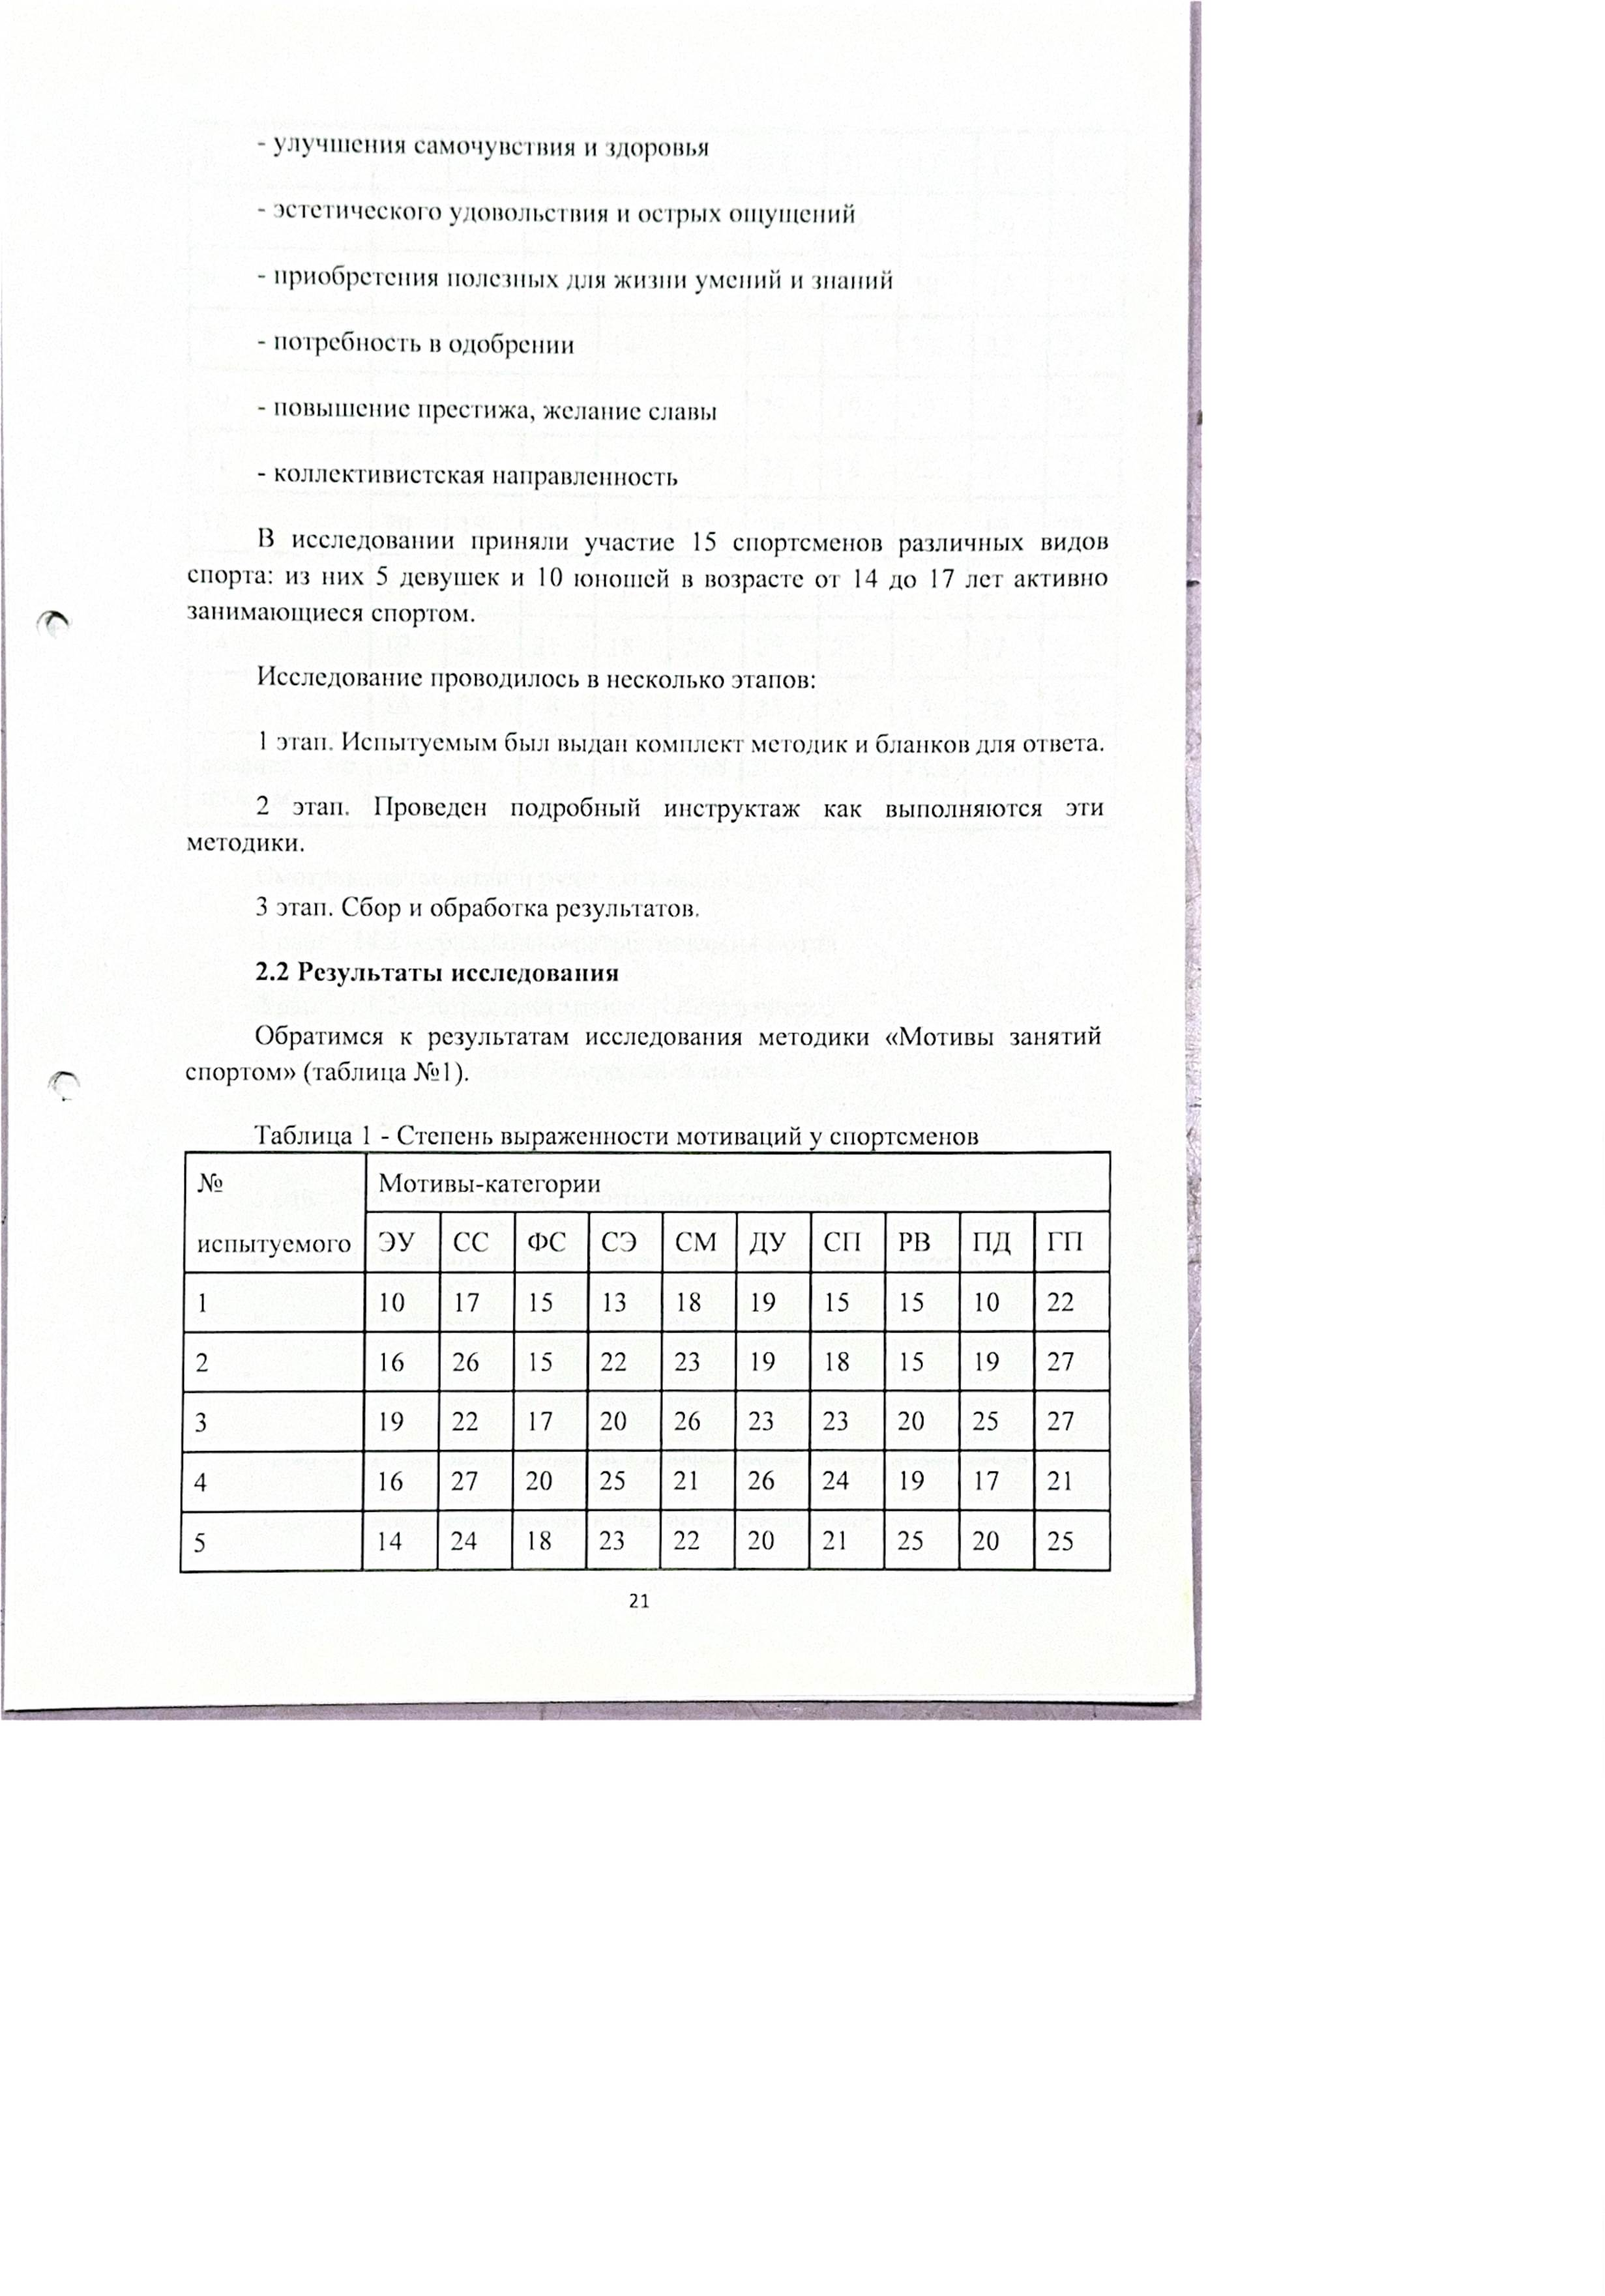 - улучшения самочувствия и здоровья
- эстетического удовольствия и острых ощущений
- приобретения полезных для жизни умений и знаний
- потребность в одобрении
- повышение престижа, желание славы
- коллективистская направленность
В исследовании приняли участие 15 спортсменов различных видов
спорта: из них 5 девушек и 10 юношей в возрасте от 14 до 17 лет активно
занимающиеся спортом.
Исследование проводилось в несколько этапов:
1 этап. Испытуемым был выдан комплект методик и бланков для ответа.
2 этап. Проведен подробный инструктаж как выполняются эти
методики.
3 этап. Сбор и обработка результатов.
2.2 Результаты исследования
Обратимся к результатам исследования методики «Мотивы занятий
спортом» (таблица №1).
Таблица 1 - Степень выраженности мотиваций у спортсменов
№ Мотивы-категории
испытуемого ЭУ СС ФС СЭ СМ ДУ СП РВ ПД ГП
1 10 17 15 13 18 19 15 15 10 22
2 16 26 15 22 23 19 18 15 19 27
3 19 22 17 20 26 23 23 20 25 27
4 16 27 20 25 21 26 24 19 17 21
5 14 24 18 23 22 20 21 25 20 25
21